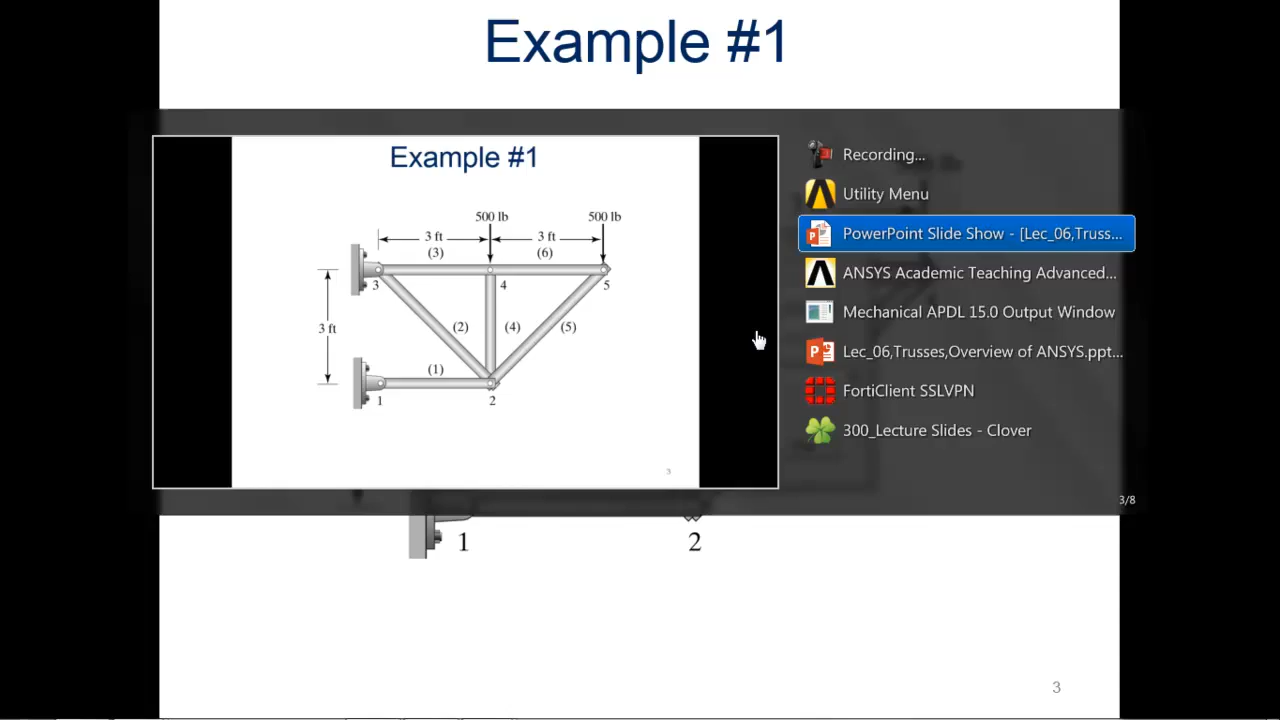 Example #1
Example #1
500 lb
500 lb
3 ft
3 ft
(3)
(6)
3
4
5
3 ft
(2)
(4)
(5)
(1)
1
2
3
Recording...
Utility Menu
PowerPoint Slide Show - [Lec_06,Truss...
ANSYS Academic Teaching Advanced...
Mechanical APDL 15.0 Output Window
Lec_06,Trusses,Overview of ANSYS.ppt...
FortiClient SSLVPN
300_Lecture Slides - Clover
3/8
1
2
3